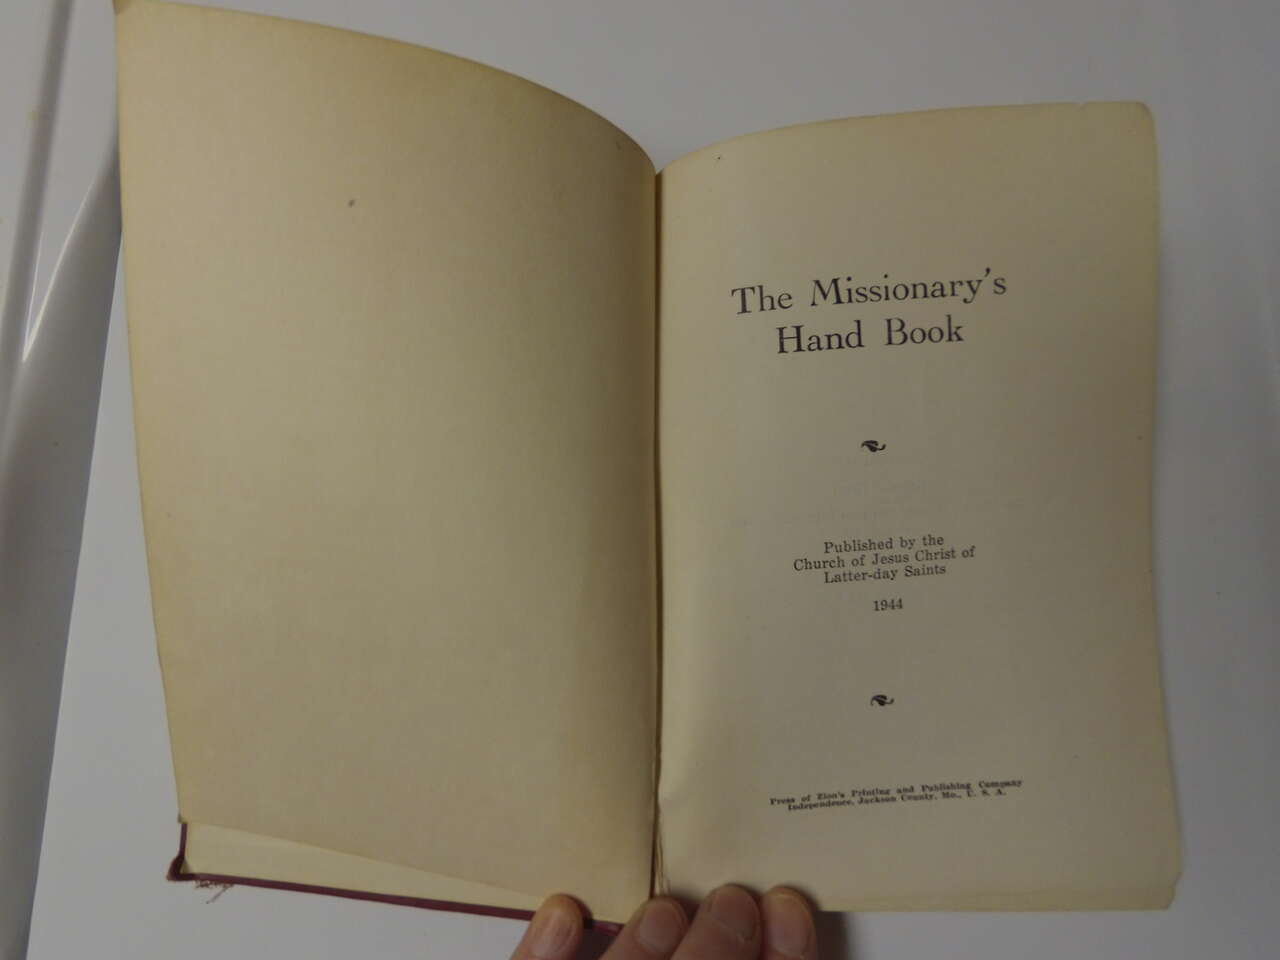 The Missionary's
Hand Book
Published by the
Church of Jesus Christ of
Latter-day Saints
1944
Press of Zion's Printing and Publishing Company
Independence, Jackson County, Mo., U. S. A.